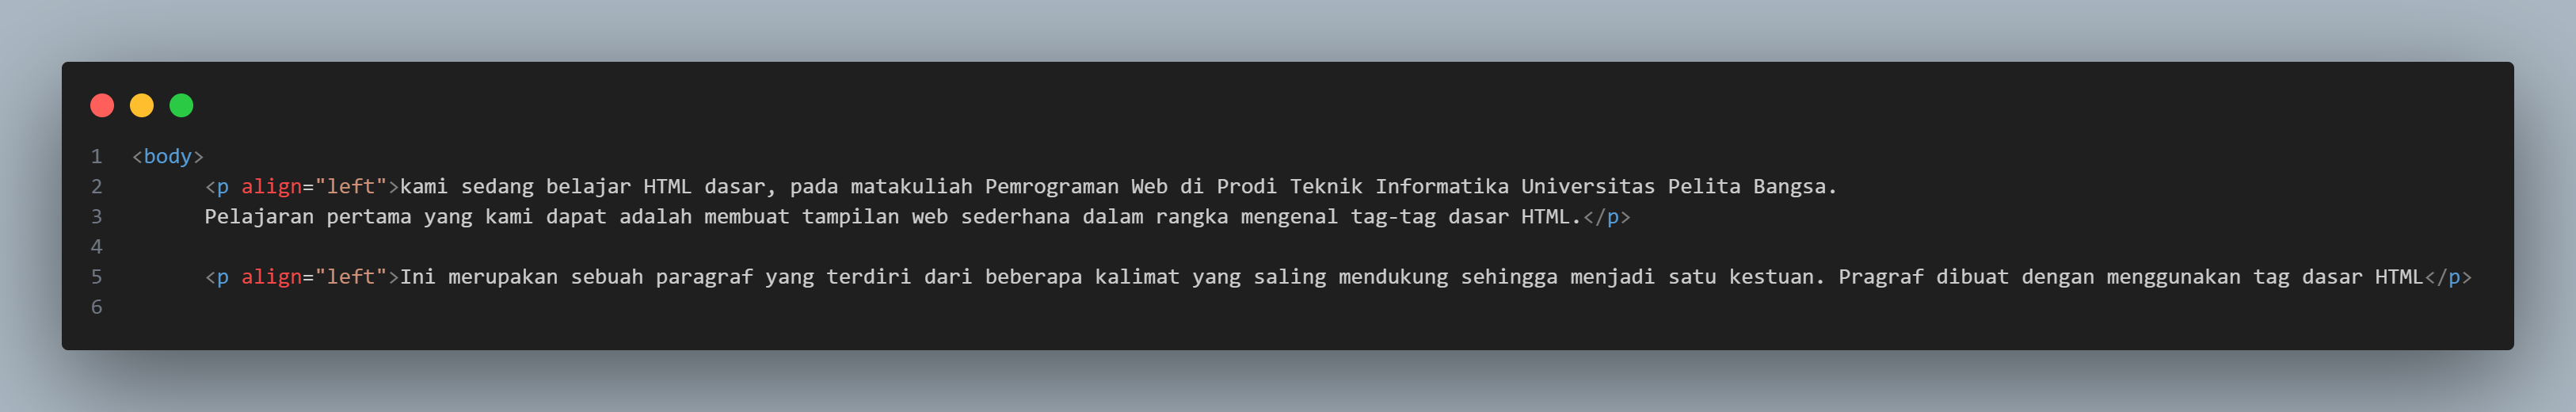 1 <body>
2 <p align="left">kami sedang belajar HTML dasar, pada matakuliah Pemrograman Web di Prodi Teknik Informatika Universitas Pelita Bangsa.
3 Pelajaran pertama yang kami dapat adalah membuat tampilan web sederhana dalam rangka mengenal tag-tag dasar HTML.</p>
4
5 <p align="left">Ini merupakan sebuah paragraf yang terdiri dari beberapa kalimat yang saling mendukung sehingga menjadi satu kestuan. Pragraf dibuat dengan menggunakan tag dasar HTML</p>
6